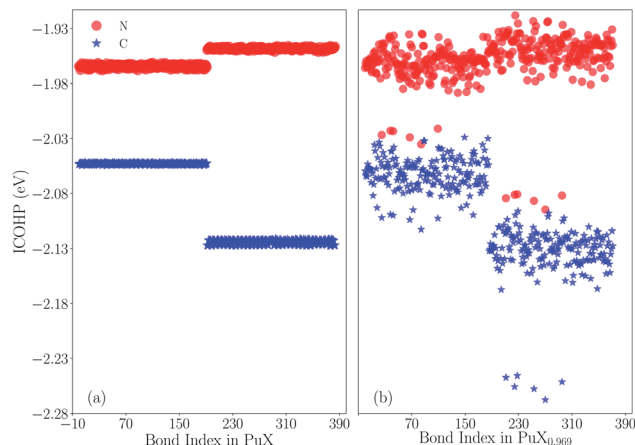 ICOHP (eV)
−1.93
−1.98
−2.03
−2.08
−2.13
−2.18
−2.23
−2.28
N
C
(a)
−10 70 150 230 310 390
Bond Index in PuX
(b)
70 150 230 310 390
Bond Index in PuX0.969